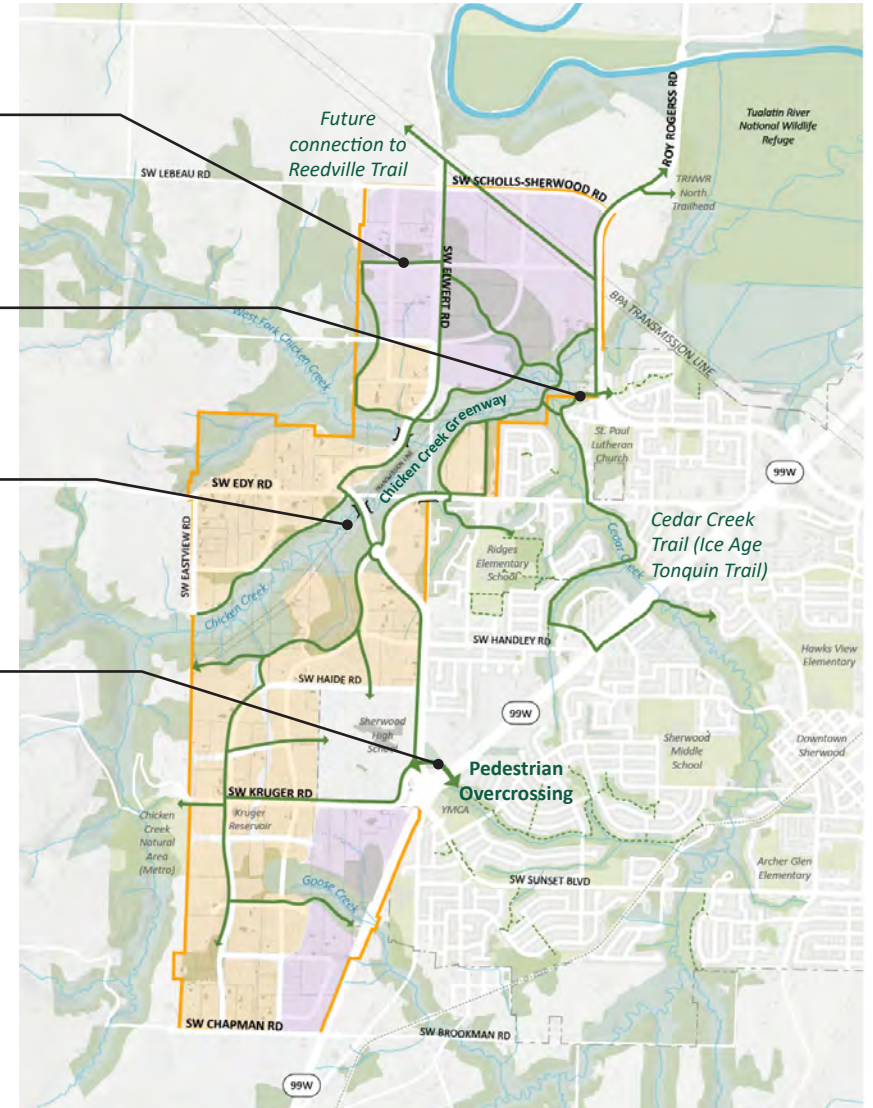 ROY ROGERSS RD
Tualatin River
National Wildlife
Refuge
Future
connection to
Reedville Trail
SW LEBEAU RD
SW SCHOLLS-SHERWOOD RD
TRNWR
North
Trailhead
SW ELWERT RD
BPA TRANSMISSION LINE
West Fork Chicken Creek
Chicken Creek Greenway
St. Paul
Lutheran
Church
TRANSMISSION LINE
99W
SW EDY RD
SW EASTVIEW RD
Cedar Creek
Cedar Creek
Trail (Ice Age
Tonquin Trail)
Ridges
Elementary
School
Chicken Creek
SW HANDLEY RD
Hawks View
Elementary
SW HAIDE RD
99W
Sherwood
High
School
Sherwood
Middle
School
Downtown
Sherwood
Pedestrian
Overcrossing
SW KRUGER RD
YMCA
Chicken
Creek
Natural
Area
(Metro)
Kruger
Reservoir
Archer Glen
Elementary
Goose Creek
SW SUNSET BLVD
SW CHAPMAN RD
SW BROOKMAN RD
99W